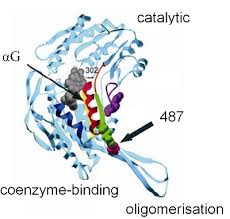 catalytic
αG
302
487
coenzyme-binding
oligomerisation